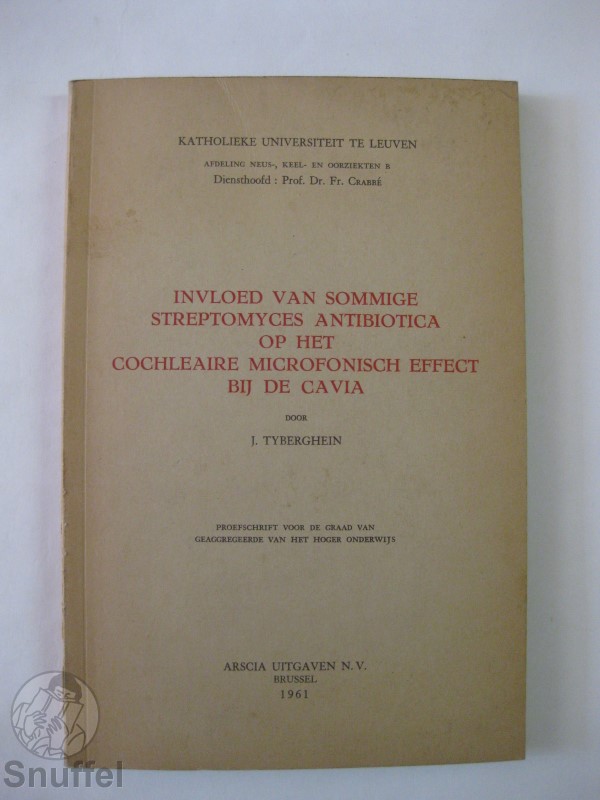 KATHOLIEKE UNIVERSITEIT TE LEUVEN
AFDELING NEUS-, KEEL- EN OORZIEKTEN B
Diensthoofd : Prof. Dr. Fr. CRABBÉ
INVLOED VAN SOMMIGE
STREPTOMYCES ANTIBIOTICA
OP HET
COCHLEAIRE MICROFONISCH EFFECT
BIJ DE CAVIA
DOOR
J. TYBERGHEIN
PROEFSCHRIFT VOOR DE GRAAD VAN
GEAGGREGEERDE VAN HET HOGER ONDERWIJS
ARSCIA UITGAVEN N.V.
BRUSSEL
1961
Snuffel